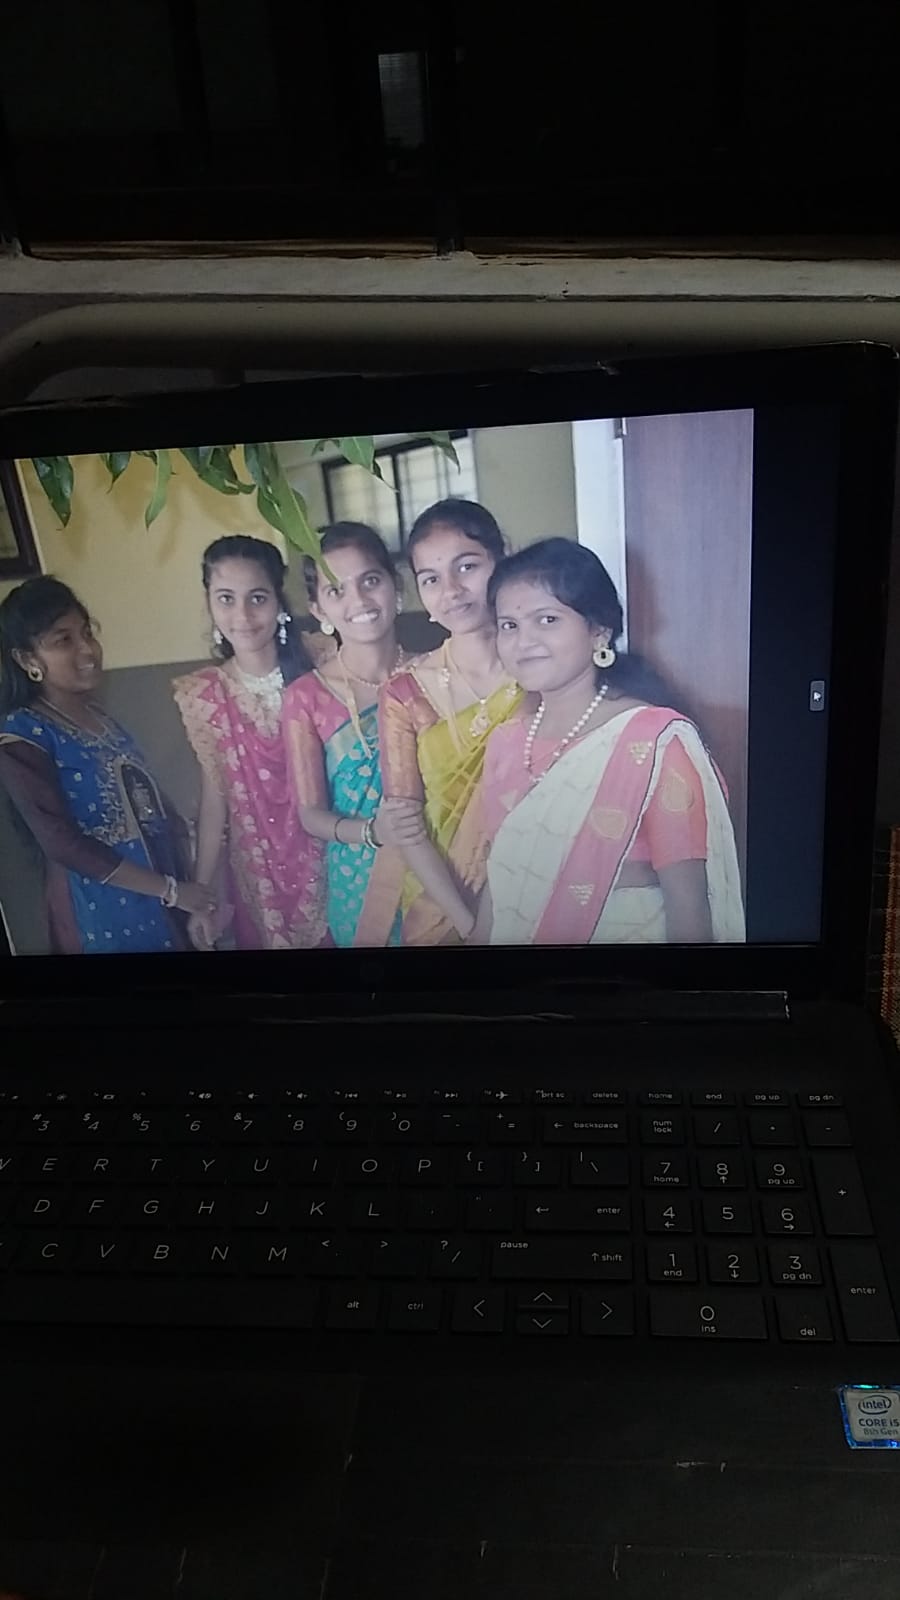 prt sc delete home end pg up pg dn
# 3 $ 4 % 5 ^ 6 & 7 * 8 ( 9 ) 0 _ - + = ← backspace num lock / * -
E R T Y U I O P { [ } ] | \ 7 home 8 ↑ 9 pg up +
D F G H J K L ← enter 4 ← 5 6 →
C V B N M < > ? / pause ↑ shift 1 end 2 ↓ 3 pg dn enter
alt ctrl 0 ins del
intel
CORE i5
8th Gen